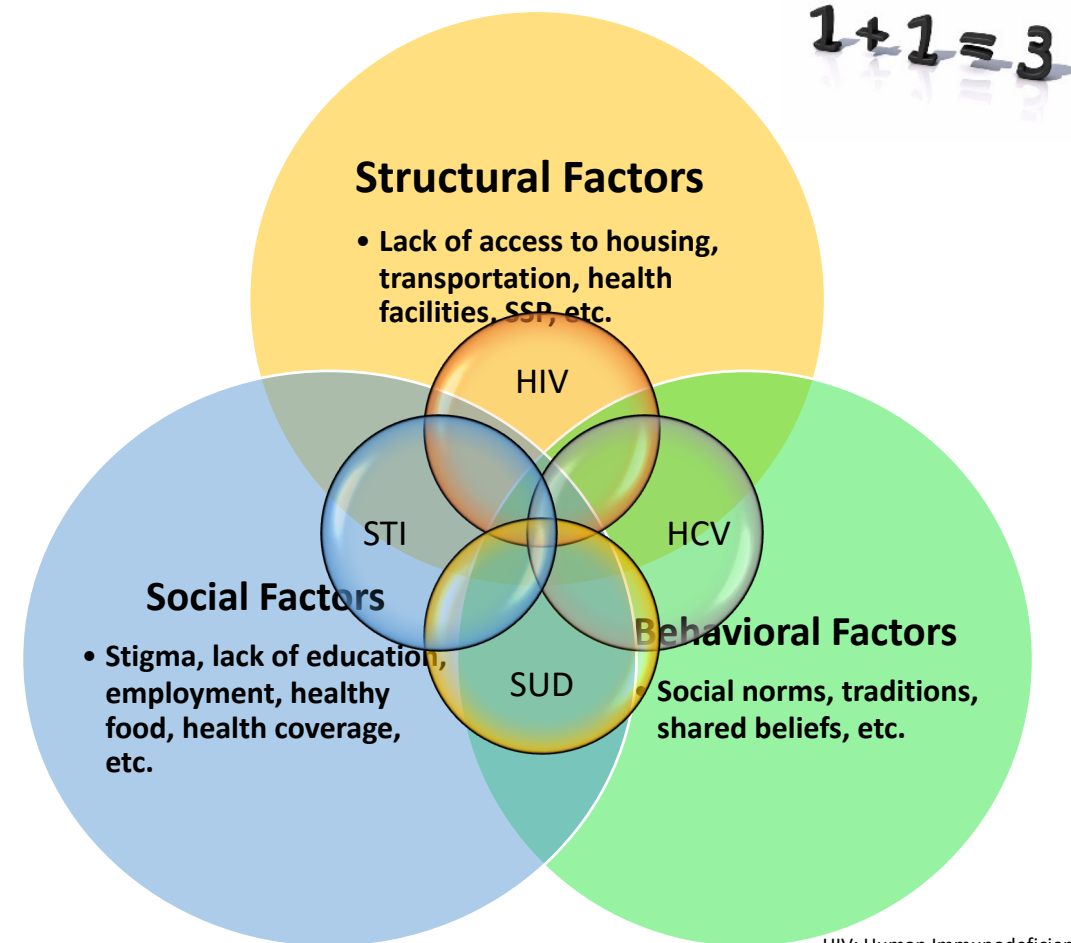 1 + 1 = 3
Structural Factors
• Lack of access to housing,
transportation, health
facilities, SSP, etc.
HIV
STI
HCV
Social Factors
• Stigma, lack of education,
employment, healthy
food, health coverage,
etc.
Behavioral Factors
• Social norms, traditions,
shared beliefs, etc.
SUD